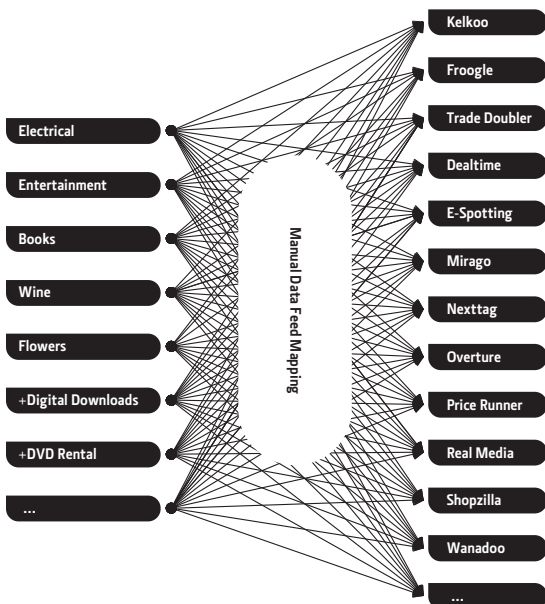 Electrical
Entertainment
Books
Wine
Flowers
+Digital Downloads
+DVD Rental
...
Manual Data Feed Mapping
Kelkoo
Froogle
Trade Doubler
Dealtime
E-Spotting
Mirago
Nexttag
Overture
Price Runner
Real Media
Shopzilla
Wanadoo
...